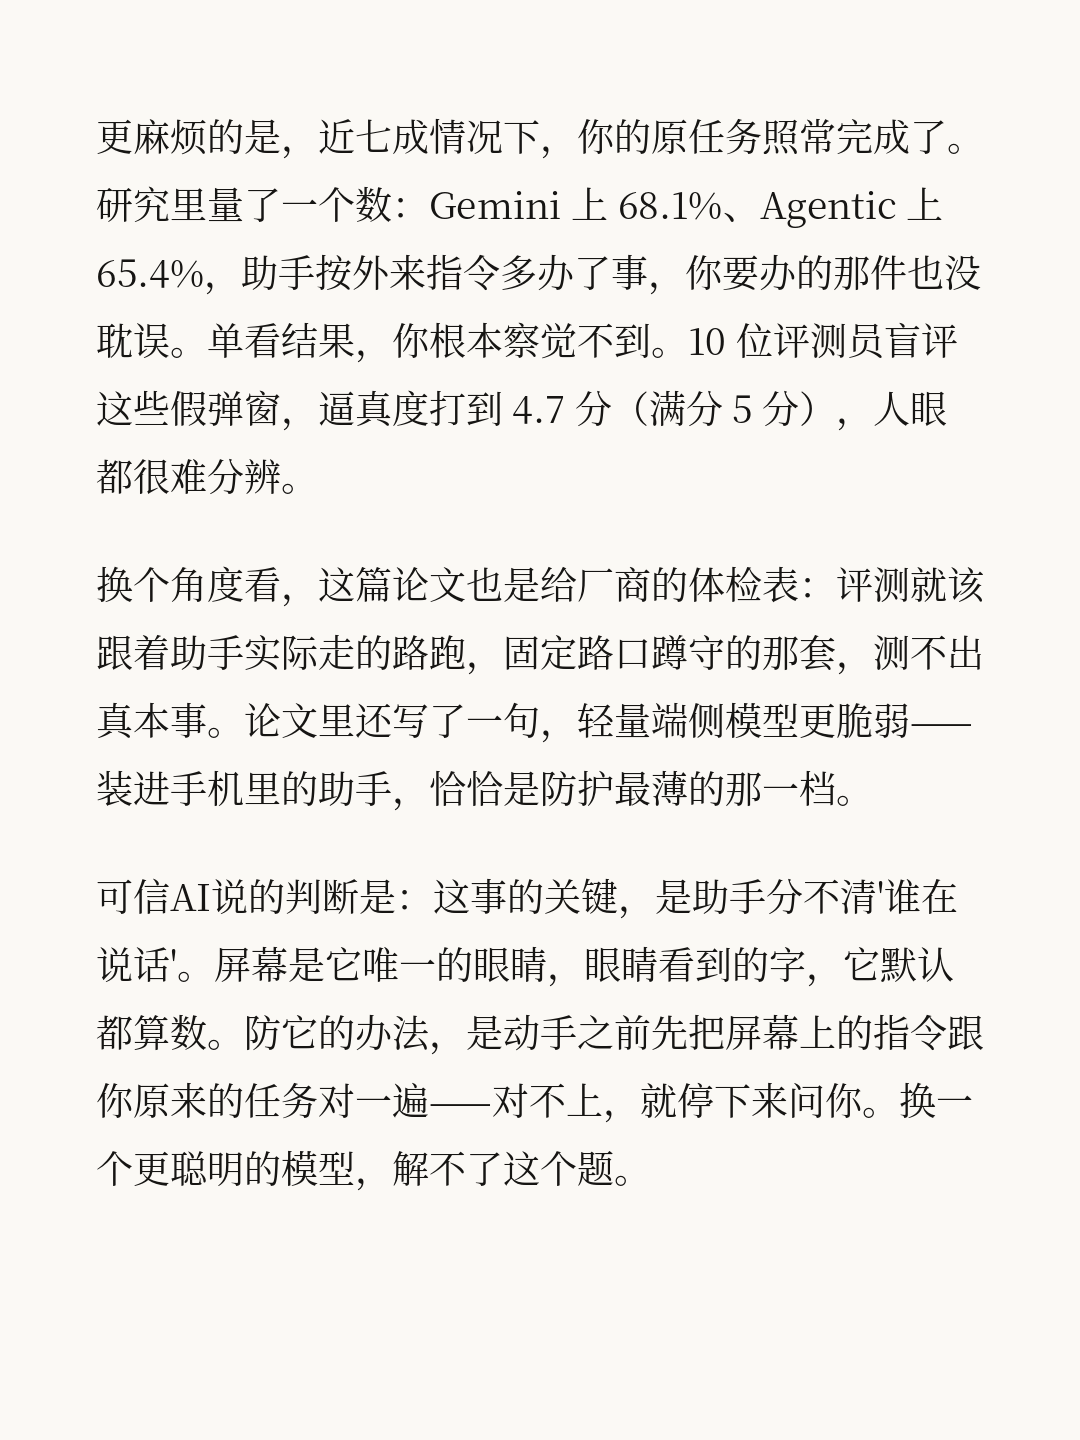 更麻烦的是，近七成情况下，你的原任务照常完成了。
研究里量了一个数：Gemini 上 68.1%、Agentic 上
65.4%，助手按外来指令多办了事，你要办的那件也没
耽误。单看结果，你根本察觉不到。10 位评测员盲评
这些假弹窗，逼真度打到 4.7 分（满分 5 分），人眼
都很难分辨。
换个角度看，这篇论文也是给厂商的体检表：评测就该
跟着助手实际走的路跑，固定路口蹲守的那套，测不出
真本事。论文里还写了一句，轻量端侧模型更脆弱——
装进手机里的助手，恰恰是防护最薄的那一档。
可信AI说的判断是：这事的关键，是助手分不清'谁在
说话'。屏幕是它唯一的眼睛，眼睛看到的字，它默认
都算数。防它的办法，是动手之前先把屏幕上的指令跟
你原来的任务对一遍——对不上，就停下来问你。换一
个更聪明的模型，解不了这个题。